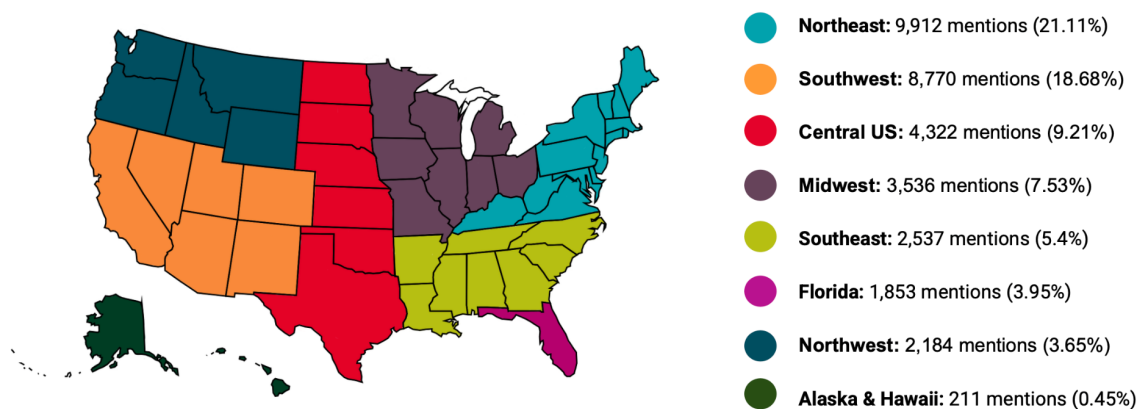 Northeast: 9,912 mentions (21.11%)
Southwest: 8,770 mentions (18.68%)
Central US: 4,322 mentions (9.21%)
Midwest: 3,536 mentions (7.53%)
Southeast: 2,537 mentions (5.4%)
Florida: 1,853 mentions (3.95%)
Northwest: 2,184 mentions (3.65%)
Alaska & Hawaii: 211 mentions (0.45%)